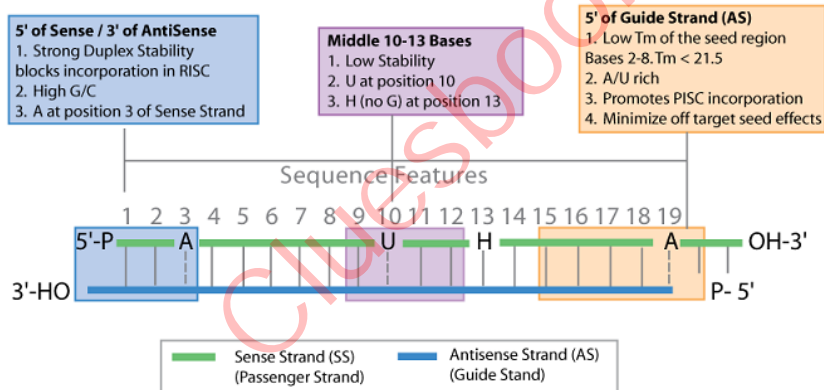 5' of Sense / 3' of AntiSense
1. Strong Duplex Stability
blocks incorporation in RISC
2. High G/C
3. A at position 3 of Sense Strand
Middle 10-13 Bases
1. Low Stability
2. U at position 10
3. H (no G) at position 13
5' of Guide Strand (AS)
1. Low Tm of the seed region
Bases 2-8. Tm < 21.5
2. A/U rich
3. Promotes PISC incorporation
4. Minimize off target seed effects
Sequence Features
1 2 3 4 5 6 7 8 9 10 11 12 13 14 15 16 17 18 19
5'-P A U H A OH-3'
3'-HO P- 5'
Sense Strand (SS)
(Passenger Strand)
Antisense Strand (AS)
(Guide Stand)
Cluesboo